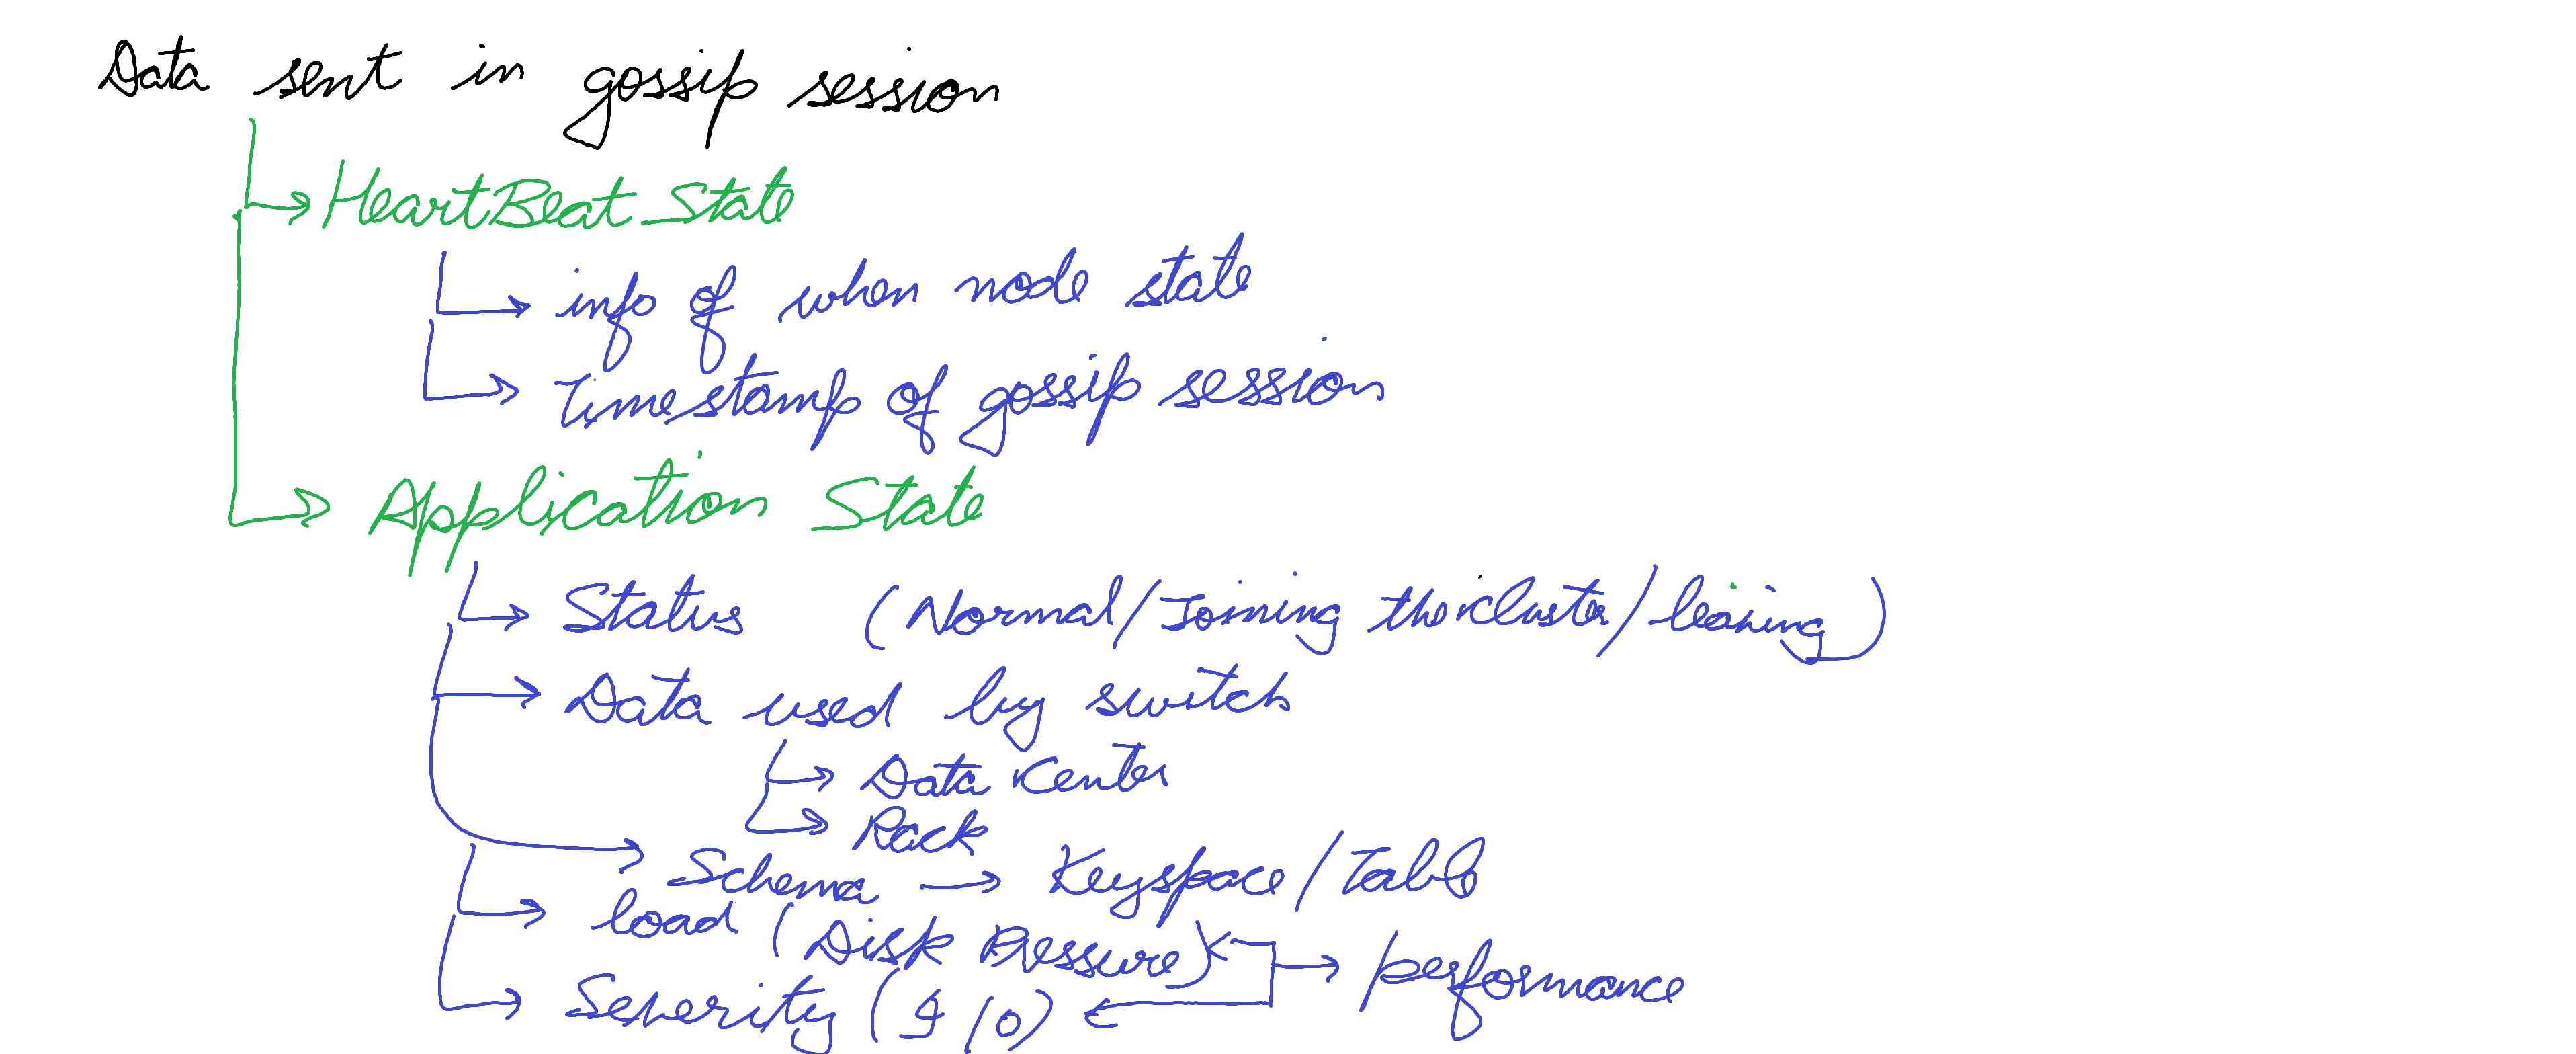 Data sent in gossip session
HeartBeat State
info of when node state
Timestamp of gossip session
Application State
Status (Normal/Joining the cluster/leaving)
Data used by switch
Data Center
Rack
Schema → Keyspace/Table
load (Disk Pressure)
Severity (I/O)
performance